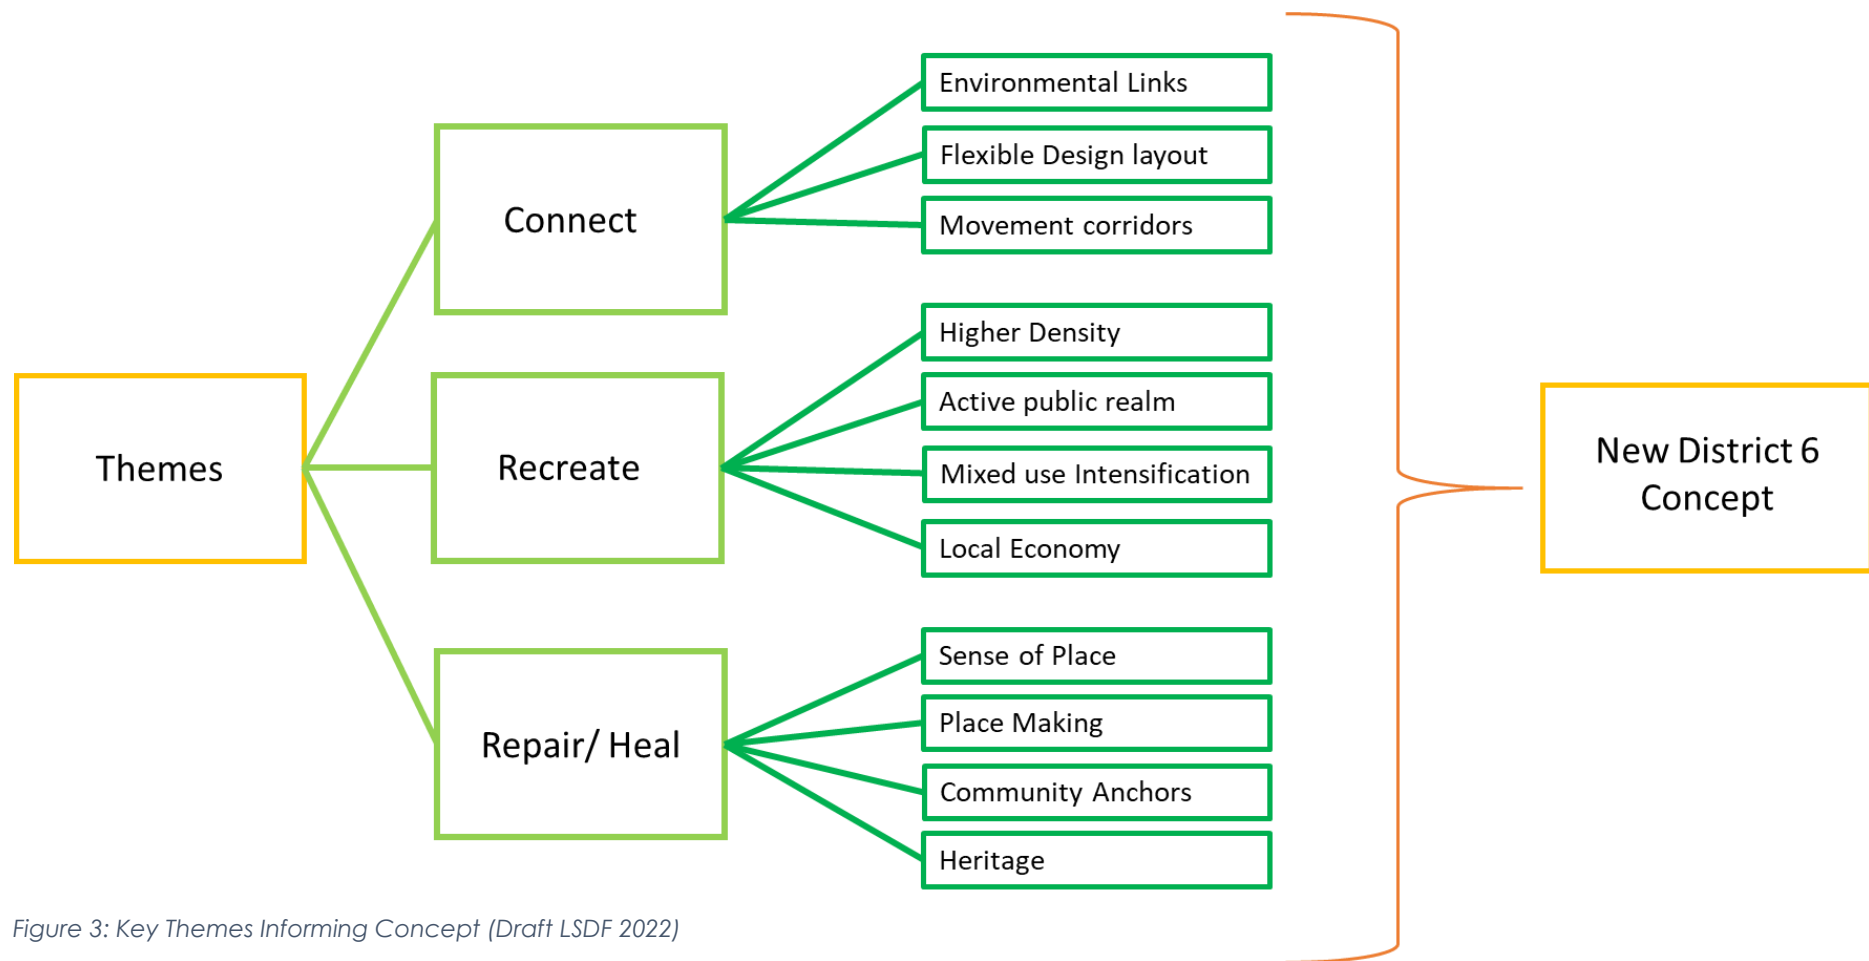 Themes
Connect
Environmental Links
Flexible Design layout
Movement corridors
Recreate
Higher Density
Active public realm
Mixed use Intensification
Local Economy
Repair/ Heal
Sense of Place
Place Making
Community Anchors
Heritage
New District 6
Concept
Figure 3: Key Themes Informing Concept (Draft LSDF 2022)